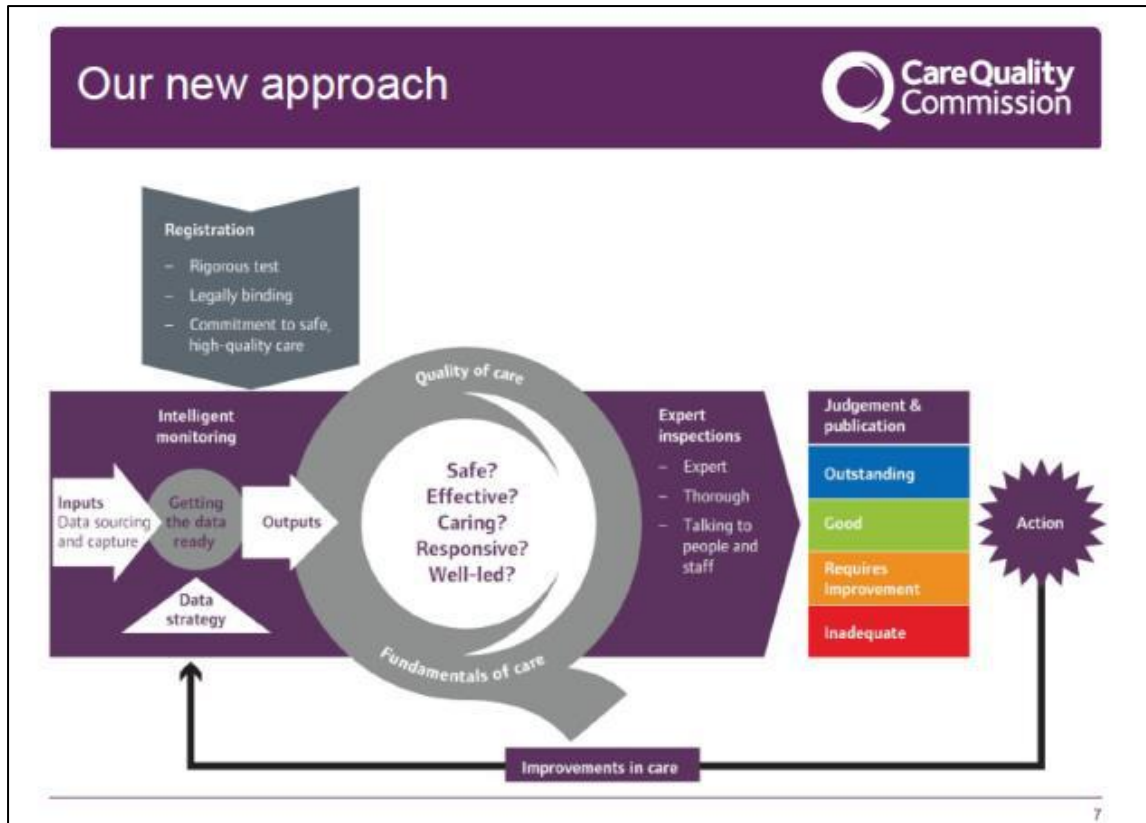 Our new approach
CareQuality
Commission
Registration
– Rigorous test
– Legally binding
– Commitment to safe,
high-quality care
Intelligent
monitoring
Inputs
Data sourcing
and capture
Getting
the data
ready
Outputs
Data
strategy
Quality of care
Safe?
Effective?
Caring?
Responsive?
Well-led?
Fundamentals of care
Expert
inspections
– Expert
– Thorough
– Talking to
people and
staff
Judgement &
publication
Outstanding
Good
Requires
Improvement
Inadequate
Action
Improvements in care
7